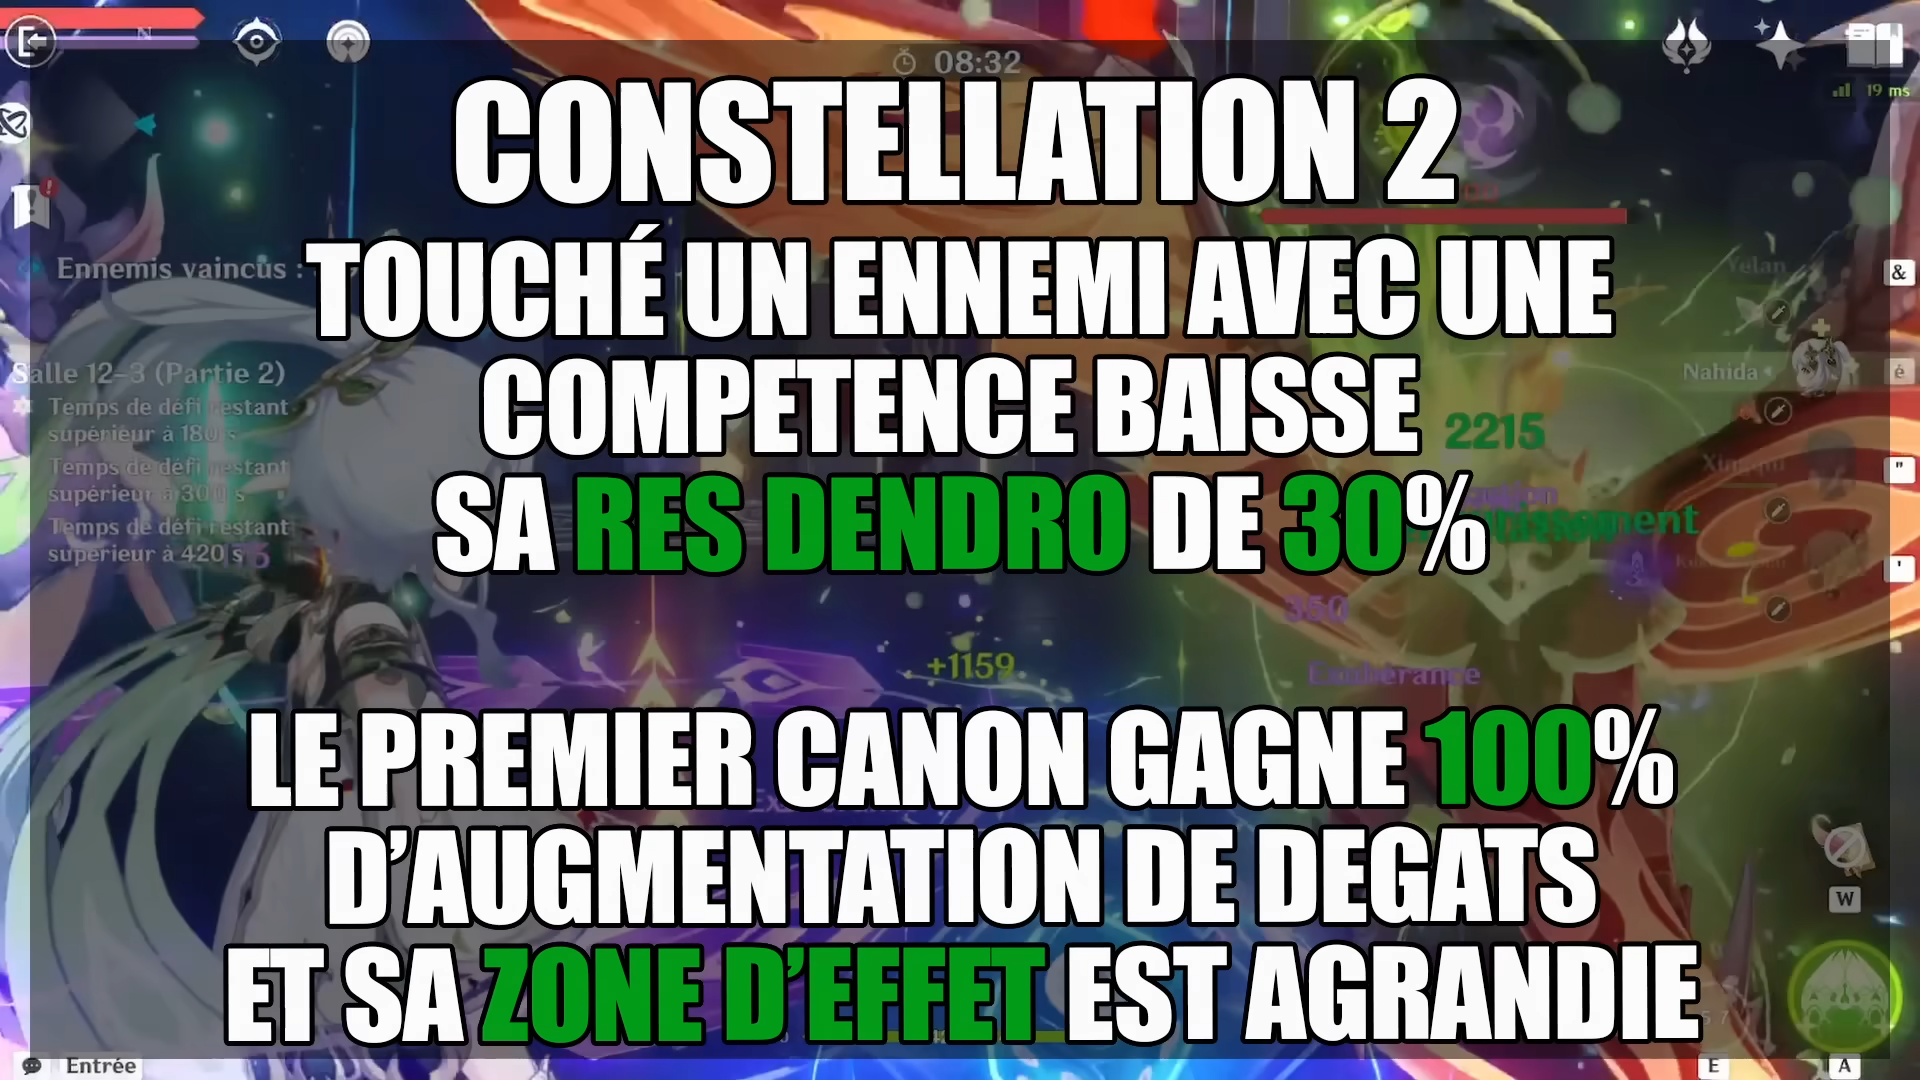 N
08:32
19 ms
CONSTELLATION 2
TOUCHÉ UN ENNEMI AVEC UNE
COMPETENCE BAISSE
SA RES DENDRO DE 30%
LE PREMIER CANON GAGNE 100%
D'AUGMENTATION DE DEGATS
ET SA ZONE D'EFFET EST AGRANDIE
Ennemis vaincus :
Salle 12-3 (Partie 2)
Temps de défi restant
supérieur à 180 s
Temps de défi restant
supérieur à 300 s
Temps de défi restant
supérieur à 420 s
Yelan
&
Nahida
é
2215
"
'
350
+1159
Exubérance
W
E
A
Entrée